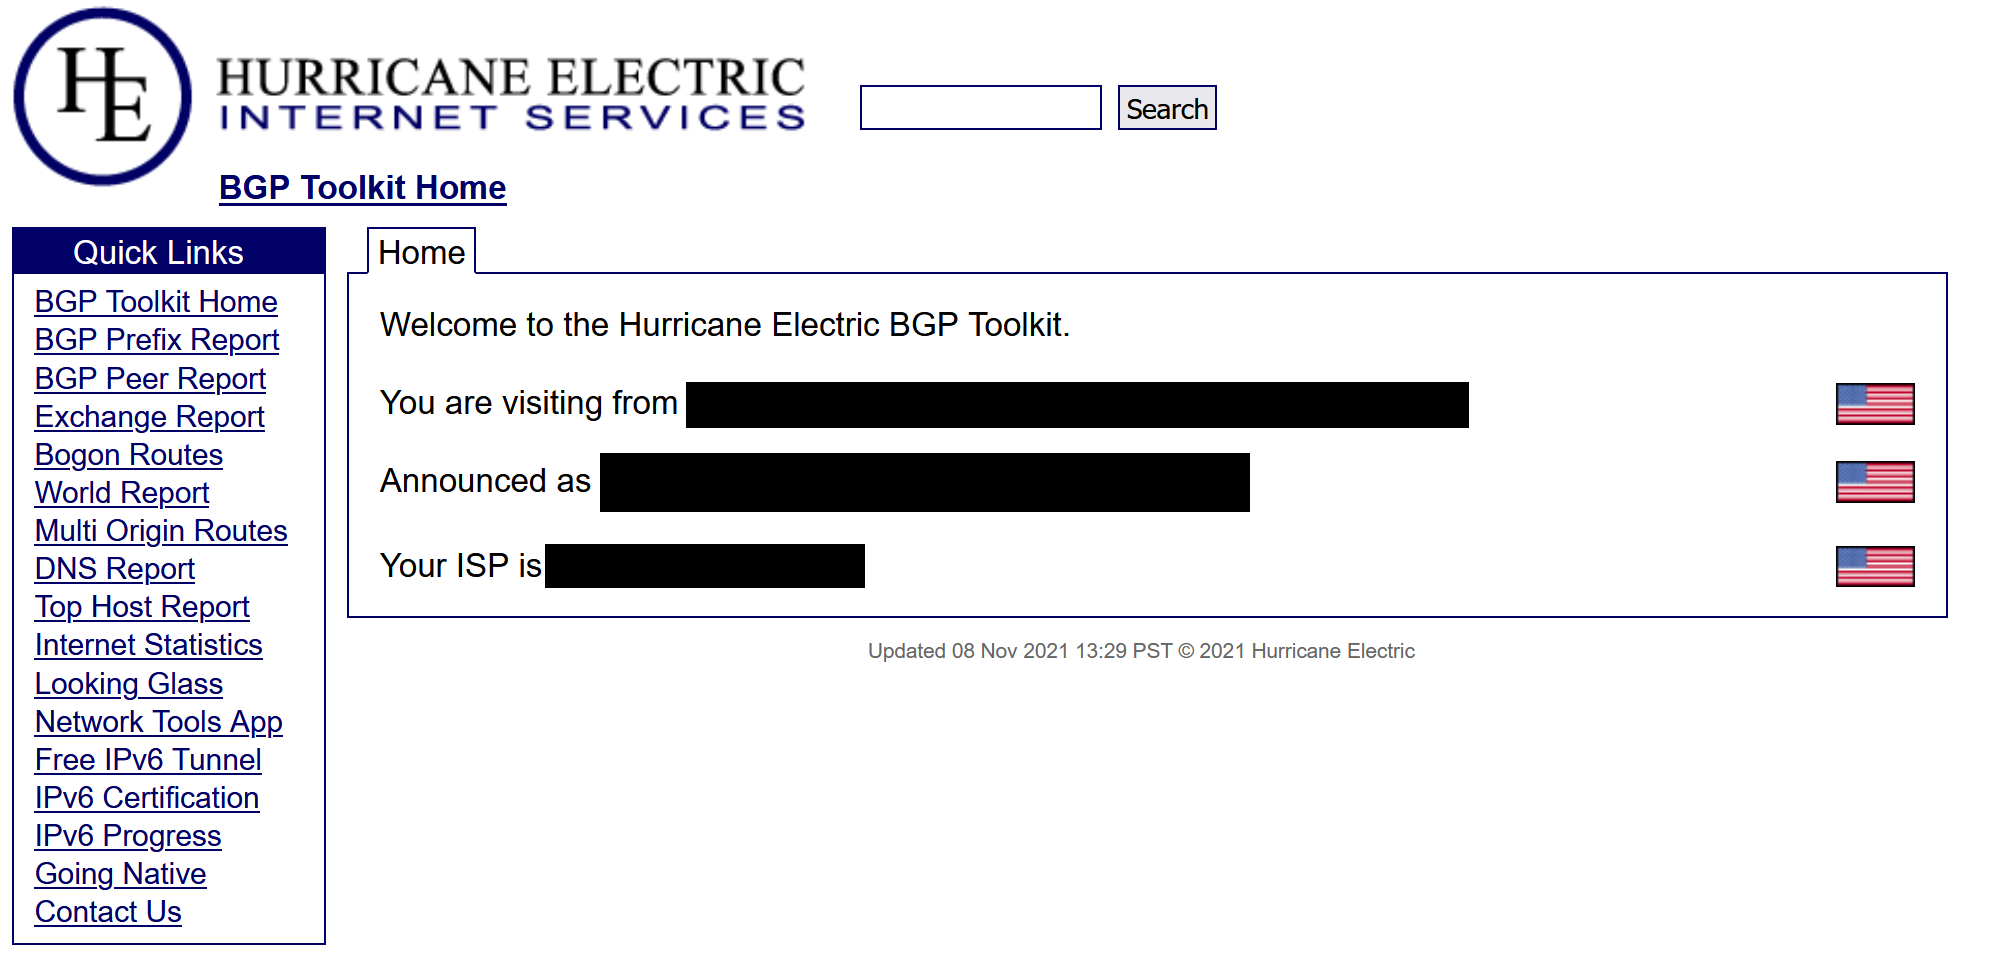 HE
HURRICANE ELECTRIC
INTERNET SERVICES
Search
BGP Toolkit Home
Quick Links
BGP Toolkit Home
BGP Prefix Report
BGP Peer Report
Exchange Report
Bogon Routes
World Report
Multi Origin Routes
DNS Report
Top Host Report
Internet Statistics
Looking Glass
Network Tools App
Free IPv6 Tunnel
IPv6 Certification
IPv6 Progress
Going Native
Contact Us
Home
Welcome to the Hurricane Electric BGP Toolkit.
You are visiting from
Announced as
Your ISP is
Updated 08 Nov 2021 13:29 PST © 2021 Hurricane Electric